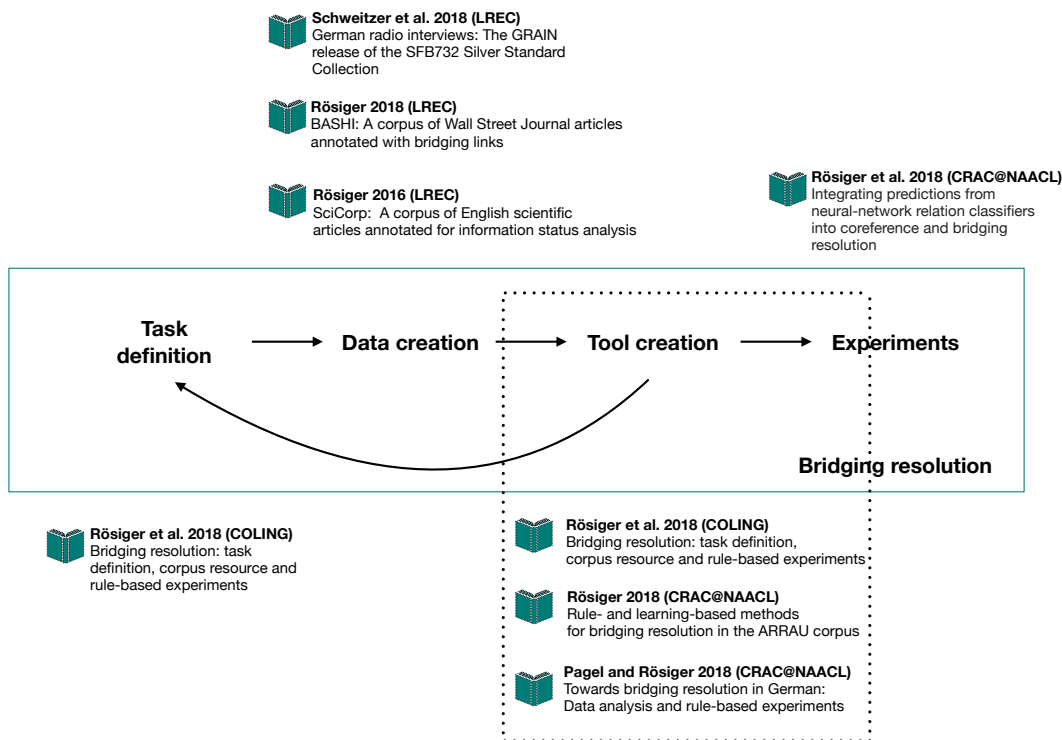 Schweitzer et al. 2018 (LREC)
German radio interviews: The GRAIN
release of the SFB732 Silver Standard
Collection
Rösiger 2018 (LREC)
BASHI: A corpus of Wall Street Journal articles
annotated with bridging links
Rösiger 2016 (LREC)
SciCorp: A corpus of English scientific
articles annotated for information status analysis
Rösiger et al. 2018 (CRAC@NAACL)
Integrating predictions from
neural-network relation classifiers
into coreference and bridging
resolution
Task
definition
Data creation
Tool creation
Experiments
Bridging resolution
Rösiger et al. 2018 (COLING)
Bridging resolution: task
definition, corpus resource and
rule-based experiments
Rösiger et al. 2018 (COLING)
Bridging resolution: task definition,
corpus resource and rule-based experiments
Rösiger 2018 (CRAC@NAACL)
Rule- and learning-based methods
for bridging resolution in the ARRAU corpus
Pagel and Rösiger 2018 (CRAC@NAACL)
Towards bridging resolution in German:
Data analysis and rule-based experiments